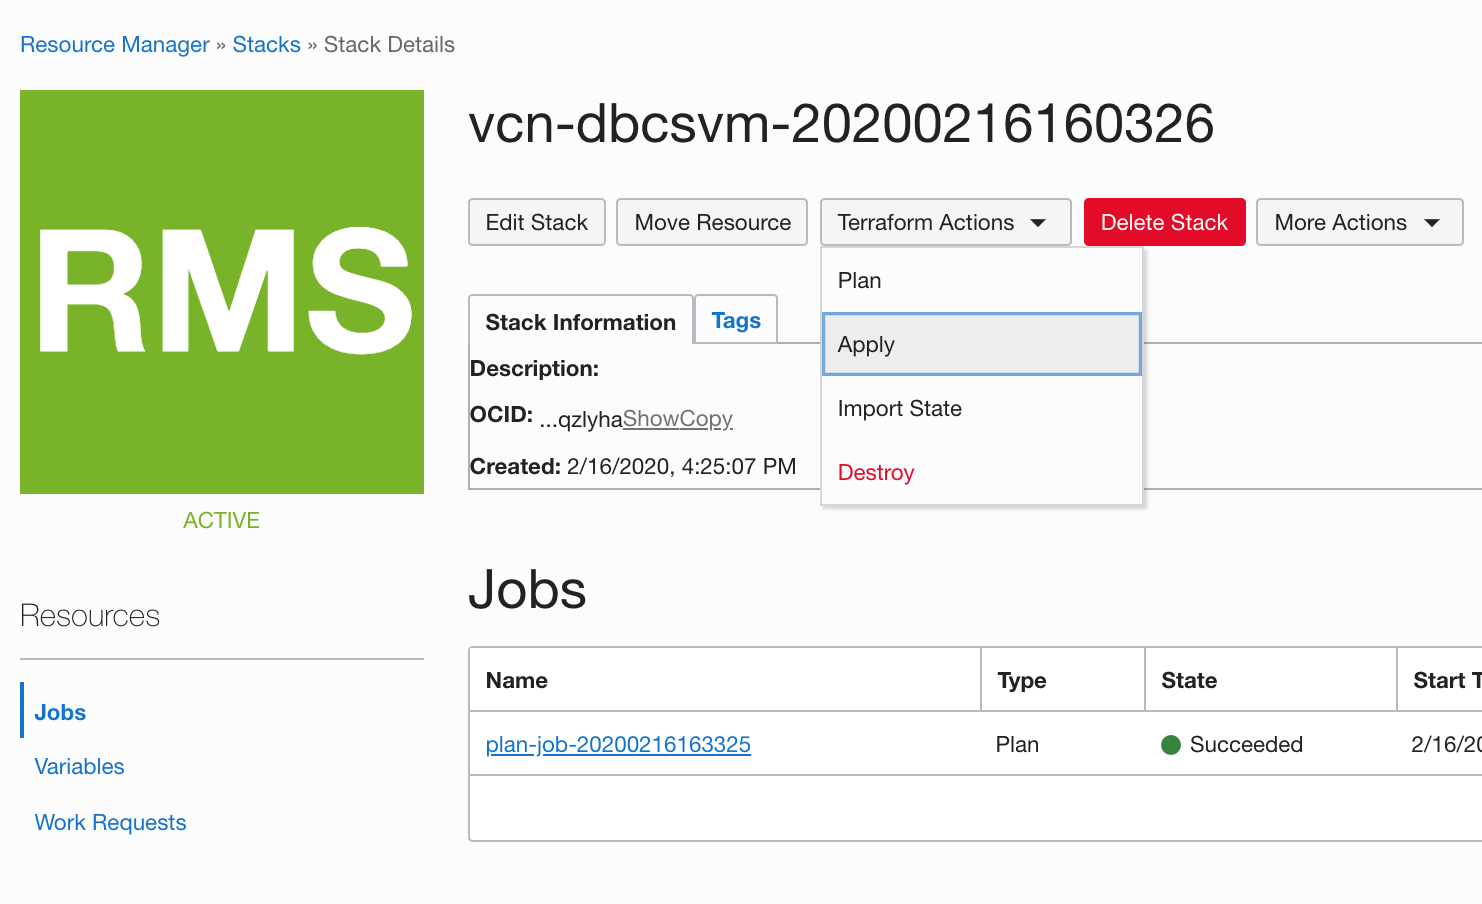 Resource Manager » Stacks » Stack Details
RMS
ACTIVE
vcn-dbcsvm-20200216160326
Edit Stack
Move Resource
Terraform Actions
Delete Stack
More Actions
Plan
Apply
Import State
Destroy
Stack Information
Tags
Description:
OCID: ...qzlyhaShowCopy
Created: 2/16/2020, 4:25:07 PM
Resources
Jobs
Variables
Work Requests
Jobs
Name Type State Start T
plan-job-20200216163325 Plan Succeeded 2/16/20